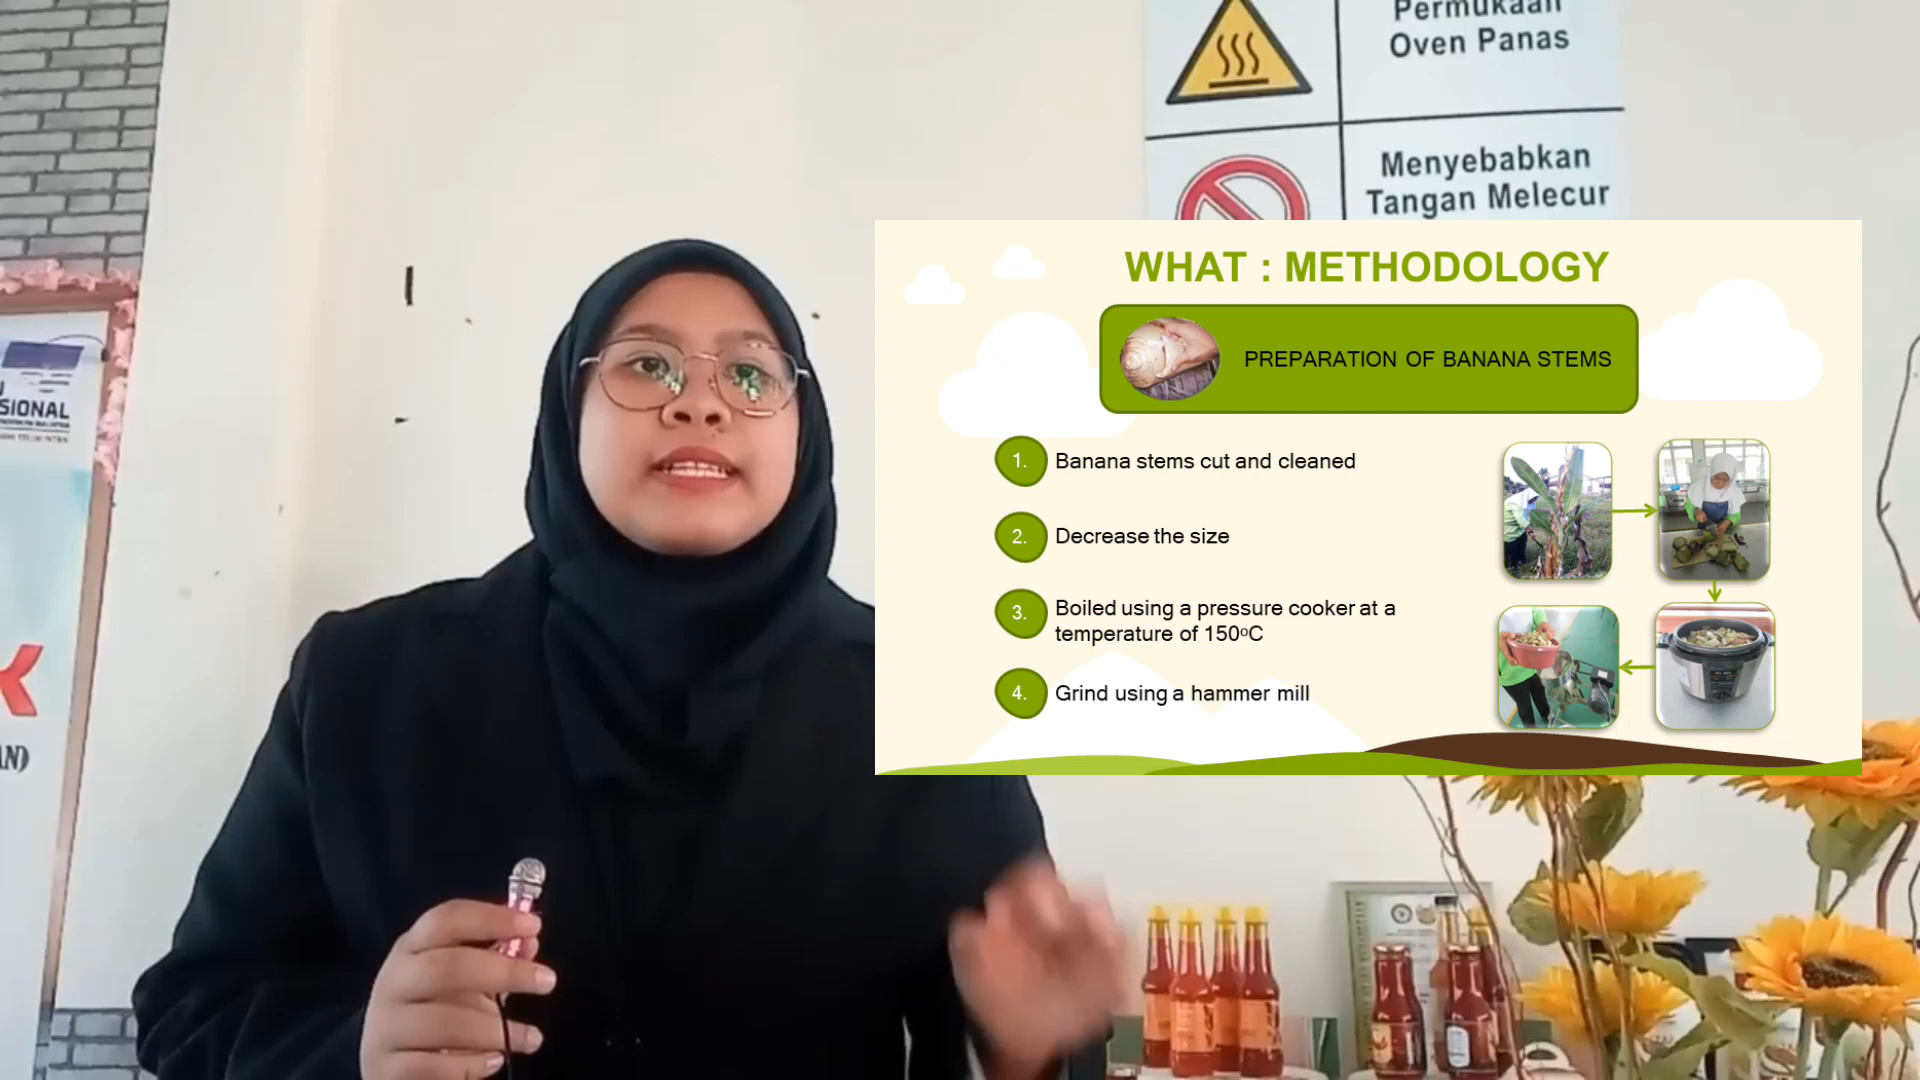 Permukaan
Oven Panas
Menyebabkan
Tangan Melecur
SIONAL
AN)
WHAT : METHODOLOGY
PREPARATION OF BANANA STEMS
1. Banana stems cut and cleaned
2. Decrease the size
3. Boiled using a pressure cooker at a
temperature of 150ºC
4. Grind using a hammer mill